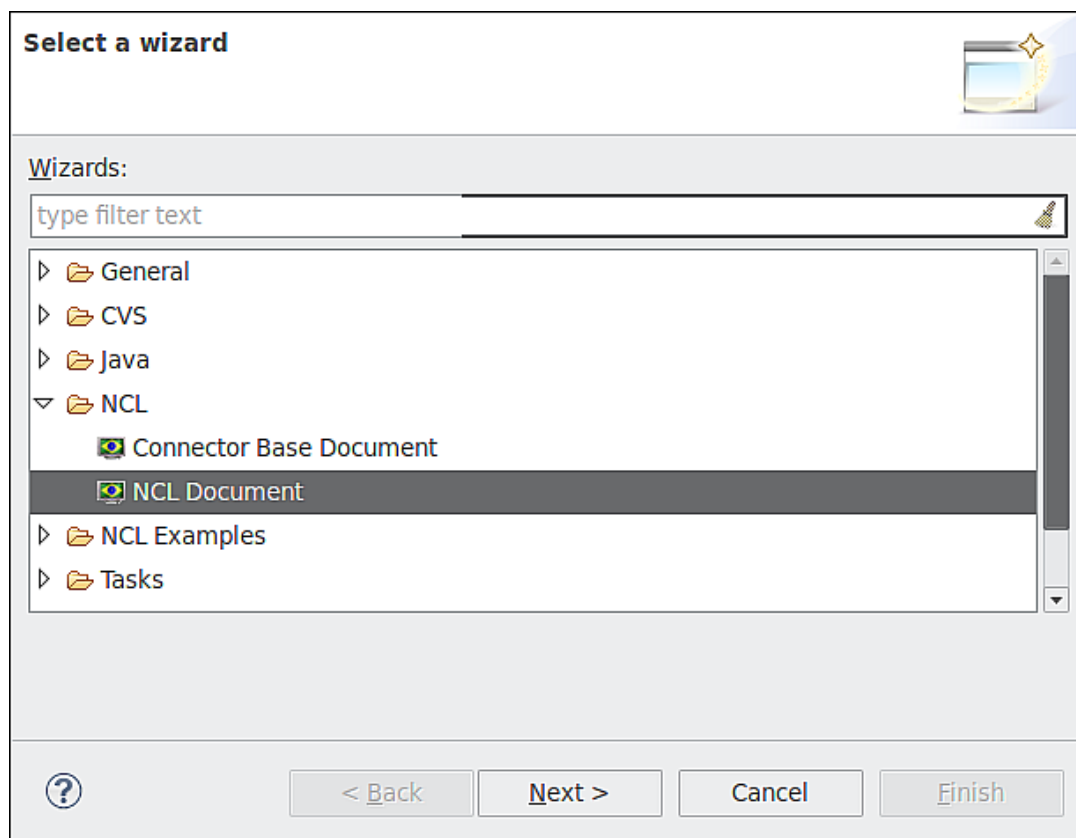 Select a wizard
Wizards:
type filter text
General
CVS
Java
NCL
Connector Base Document
NCL Document
NCL Examples
Tasks
? < Back Next > Cancel Finish